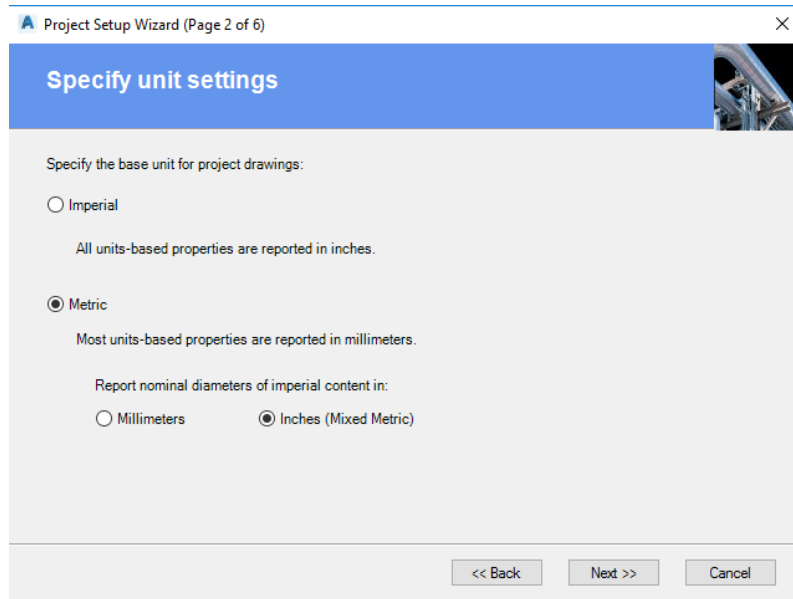 Project Setup Wizard (Page 2 of 6)
Specify unit settings
Specify the base unit for project drawings:
Imperial
All units-based properties are reported in inches.
Metric
Most units-based properties are reported in millimeters.
Report nominal diameters of imperial content in:
Millimeters Inches (Mixed Metric)
<< Back Next >> Cancel